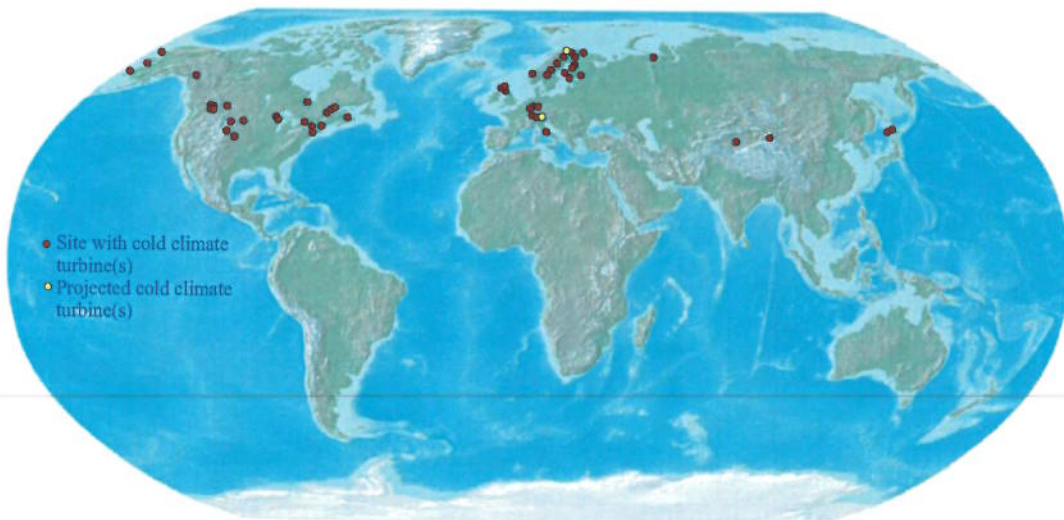 Site with cold climate
turbine(s)
Projected cold climate
turbine(s)